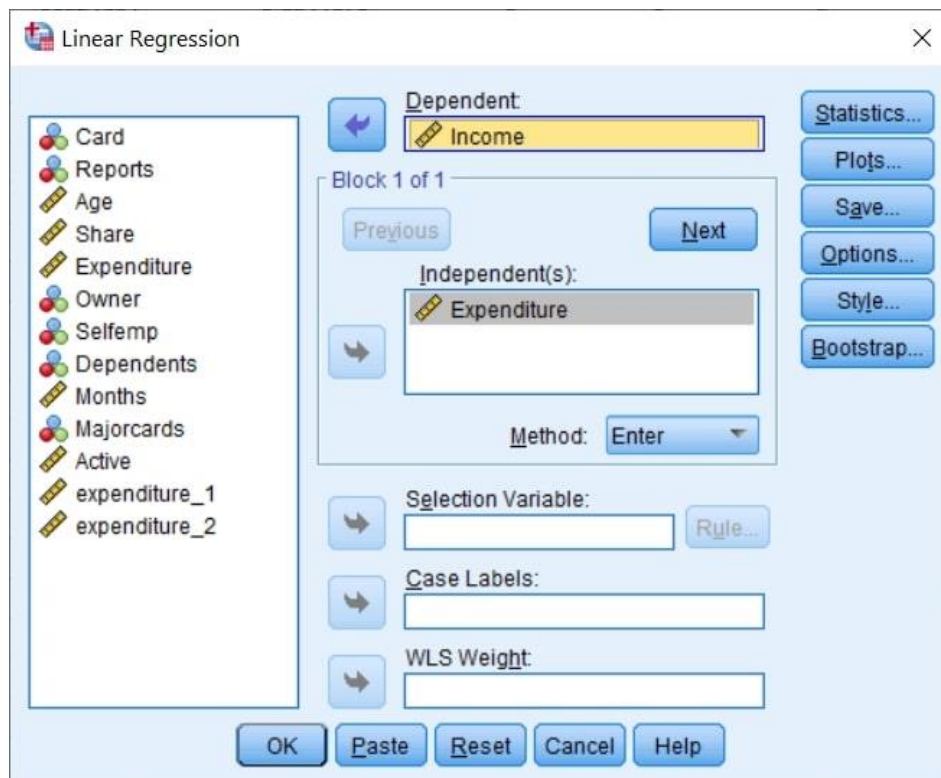 Linear Regression
Card
Reports
Age
Share
Expenditure
Owner
Selfemp
Dependents
Months
Majorcards
Active
expenditure_1
expenditure_2
Dependent:
Income
Block 1 of 1
Previous
Next
Independent(s):
Expenditure
Method: Enter
Selection Variable:
Rule...
Case Labels:
WLS Weight:
Statistics...
Plots...
Save...
Options...
Style...
Bootstrap...
OK Paste Reset Cancel Help